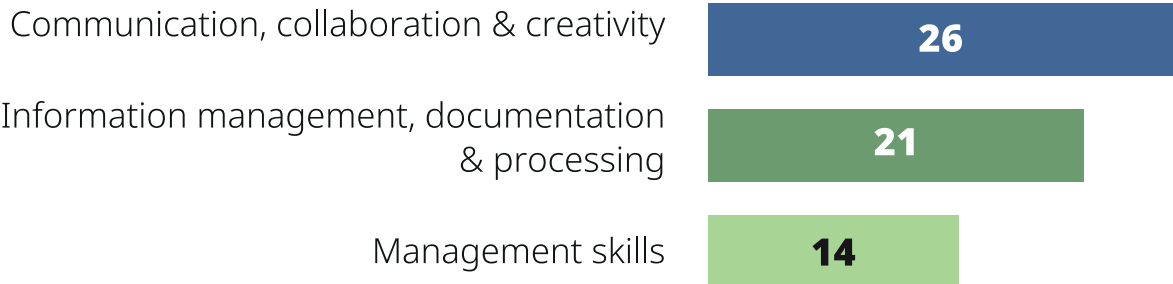 Communication, collaboration & creativity
26
Information management, documentation
& processing
21
Management skills
14